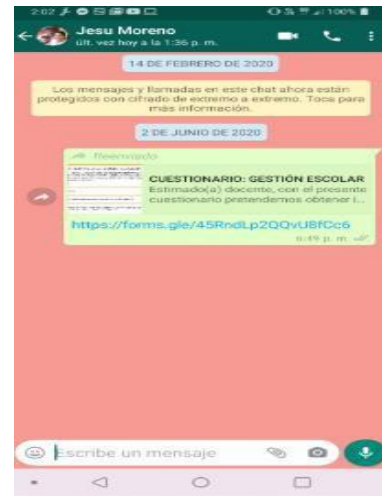 2:02
100%
Jesu Moreno
últ. vez hoy a la 1:36 p. m.
14 DE FEBRERO DE 2020
Los mensajes y llamadas en este chat ahora están
protegidos con cifrado de extremo a extremo. Toca para
más información.
2 DE JUNIO DE 2020
Reenviado
CUESTIONARIO: GESTIÓN ESCOLAR
Estimado(a) docente, con el presente
cuestionario pretendemos obtener i...
https://forms.gle/45RndLp2QQvU8fCc6
6:49 p. m.
Escribe un mensaje